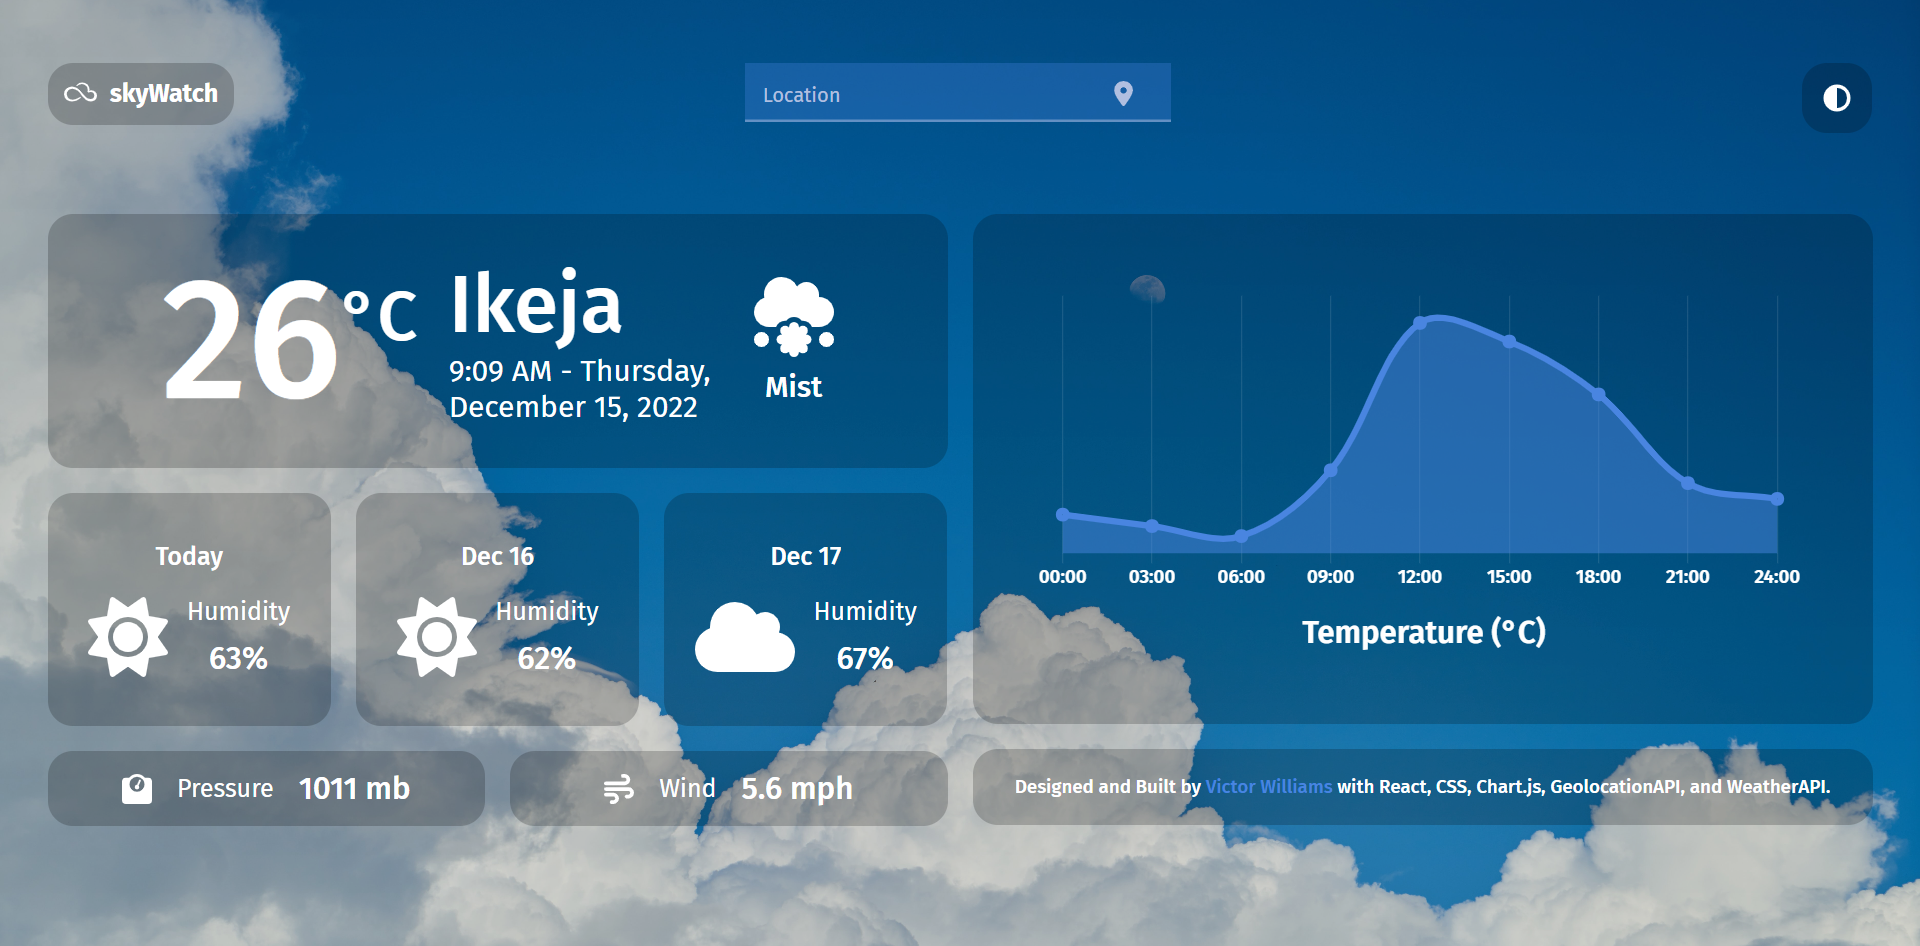 skyWatch
Location
26°C
Ikeja
9:09 AM - Thursday,
December 15, 2022
Mist
Today
Humidity
63%
Dec 16
Humidity
62%
Dec 17
Humidity
67%
Pressure 1011 mb
Wind 5.6 mph
00:00 03:00 06:00 09:00 12:00 15:00 18:00 21:00 24:00
Temperature (°C)
Designed and Built by Victor Williams with React, CSS, Chart.js, GeolocationAPI, and WeatherAPI.